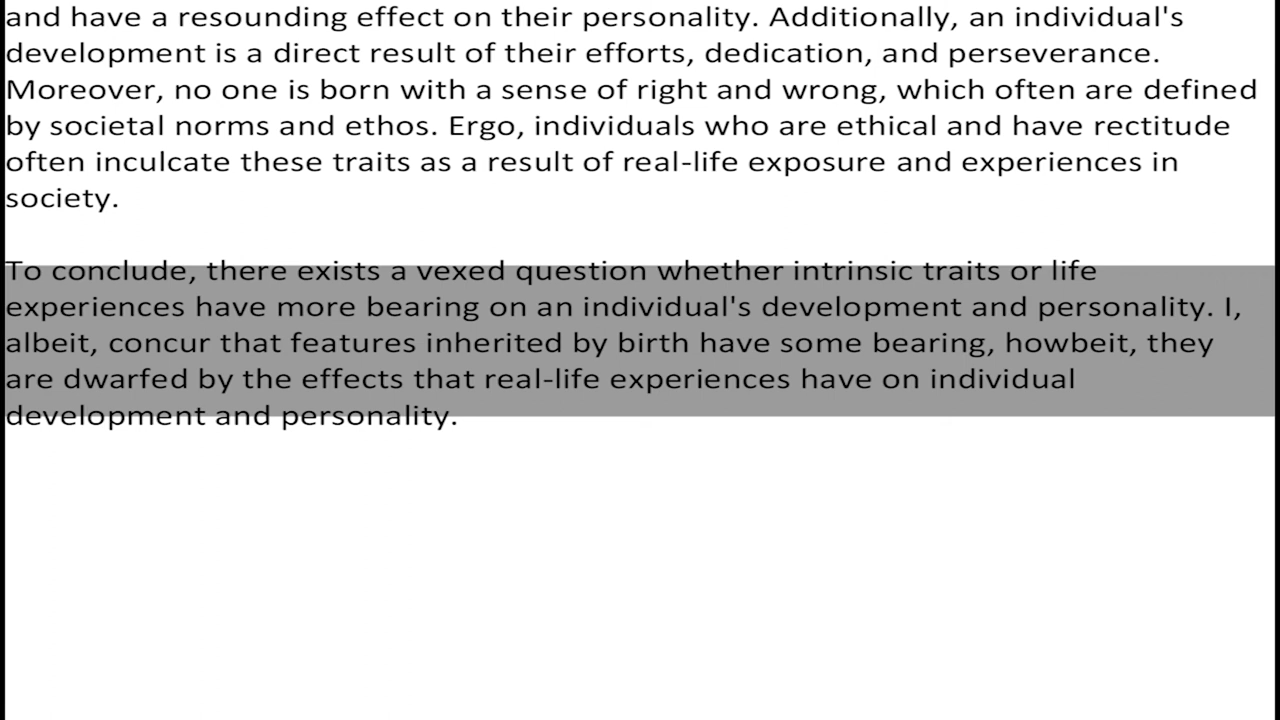 and have a resounding effect on their personality. Additionally, an individual's
development is a direct result of their efforts, dedication, and perseverance.
Moreover, no one is born with a sense of right and wrong, which often are defined
by societal norms and ethos. Ergo, individuals who are ethical and have rectitude
often inculcate these traits as a result of real-life exposure and experiences in
society.
To conclude, there exists a vexed question whether intrinsic traits or life
experiences have more bearing on an individual's development and personality. I,
albeit, concur that features inherited by birth have some bearing, howbeit, they
are dwarfed by the effects that real-life experiences have on individual
development and personality.